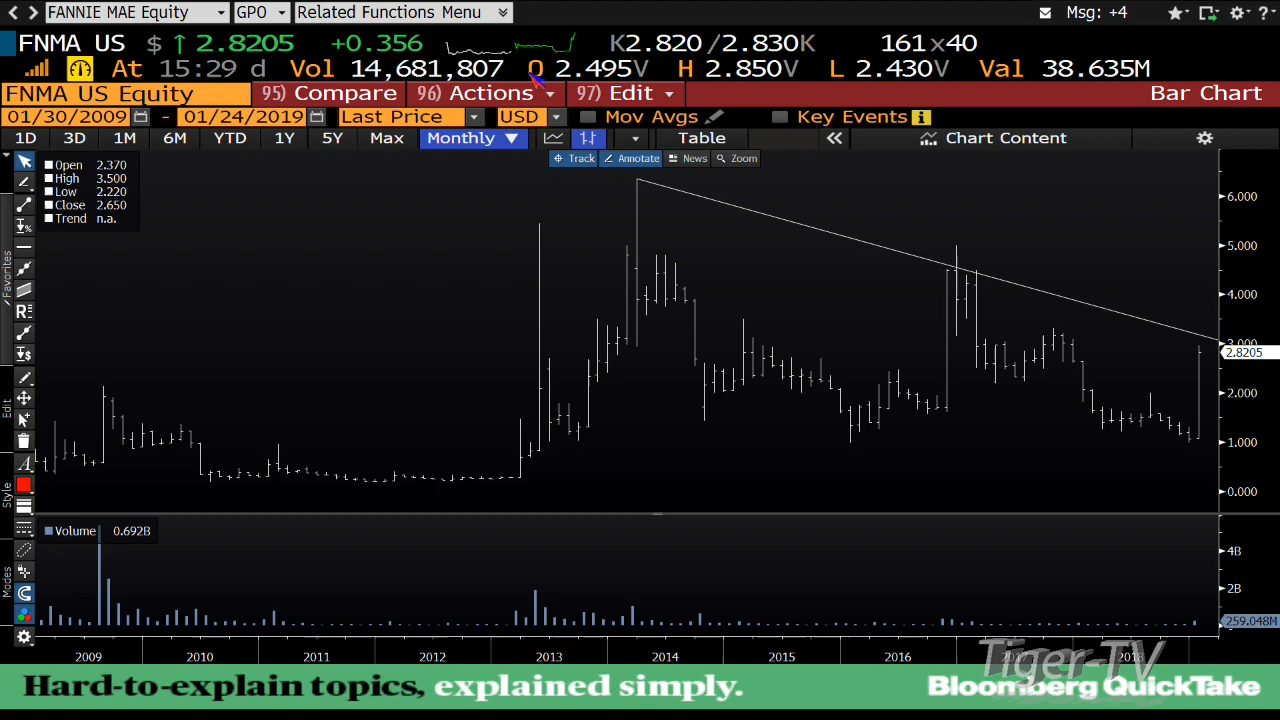 FANNIE MAE Equity GPO Related Functions Menu Msg: +4
FNMA US $ ↑ 2.8205 +0.356 K2.820 /2.830K 161x40
At 15:29 d Vol 14,681,807 O 2.495V H 2.850V L 2.430V Val 38.635M
FNMA US Equity 95) Compare 96) Actions 97) Edit Bar Chart
01/30/2009 - 01/24/2019 Last Price USD Mov Avgs Key Events i
1D 3D 1M 6M YTD 1Y 5Y Max Monthly ▼ Table « Chart Content
Track Annotate News Zoom
Open 2.370
High 3.500
Low 2.220
Close 2.650
Trend n.a.
6.000
5.000
4.000
3.000
2.8205
2.000
1.000
0.000
Favorites
Edit
Style
Modes
Volume 0.692B
4B
2B
259.048M
2009 2010 2011 2012 2013 2014 2015 2016 2018
Tiger-TV
Hard-to-explain topics, explained simply. Bloomberg QuickTake